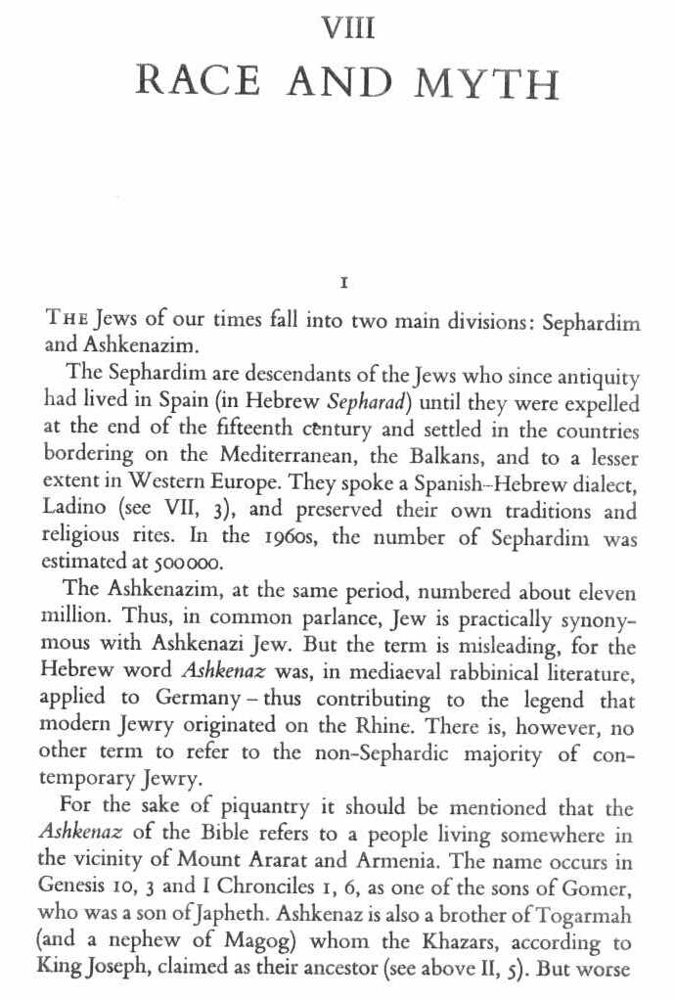 VIII
RACE AND MYTH
1
THE Jews of our times fall into two main divisions: Sephardim
and Ashkenazim.
The Sephardim are descendants of the Jews who since antiquity
had lived in Spain (in Hebrew Sepharad) until they were expelled
at the end of the fifteenth century and settled in the countries
bordering on the Mediterranean, the Balkans, and to a lesser
extent in Western Europe. They spoke a Spanish-Hebrew dialect,
Ladino (see VII, 3), and preserved their own traditions and
religious rites. In the 1960s, the number of Sephardim was
estimated at 500000.
The Ashkenazim, at the same period, numbered about eleven
million. Thus, in common parlance, Jew is practically synony-
mous with Ashkenazi Jew. But the term is misleading, for the
Hebrew word Ashkenaz was, in mediaeval rabbinical literature,
applied to Germany – thus contributing to the legend that
modern Jewry originated on the Rhine. There is, however, no
other term to refer to the non-Sephardic majority of con-
temporary Jewry.
For the sake of piquantry it should be mentioned that the
Ashkenaz of the Bible refers to a people living somewhere in
the vicinity of Mount Ararat and Armenia. The name occurs in
Genesis 10, 3 and I Chronciles 1, 6, as one of the sons of Gomer,
who was a son of Japheth. Ashkenaz is also a brother of Togarmah
(and a nephew of Magog) whom the Khazars, according to
King Joseph, claimed as their ancestor (see above II, 5). But worse